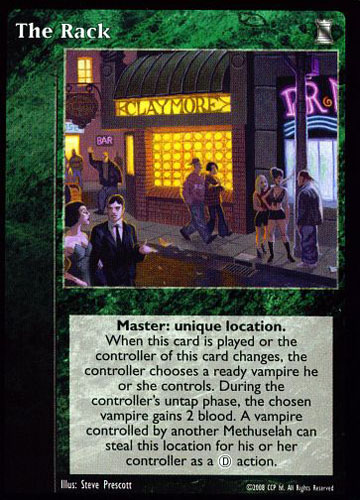 The Rack
CLAYMORE
BAR
Master: unique location.
When this card is played or the
controller of this card changes, the
controller chooses a ready vampire he
or she controls. During the
controller's untap phase, the chosen
vampire gains 2 blood. A vampire
controlled by another Methuselah can
steal this location for his or her
controller as a Ⓓ action.
Illus: Steve Prescott
©2008 CCP hf. All Rights Reserved